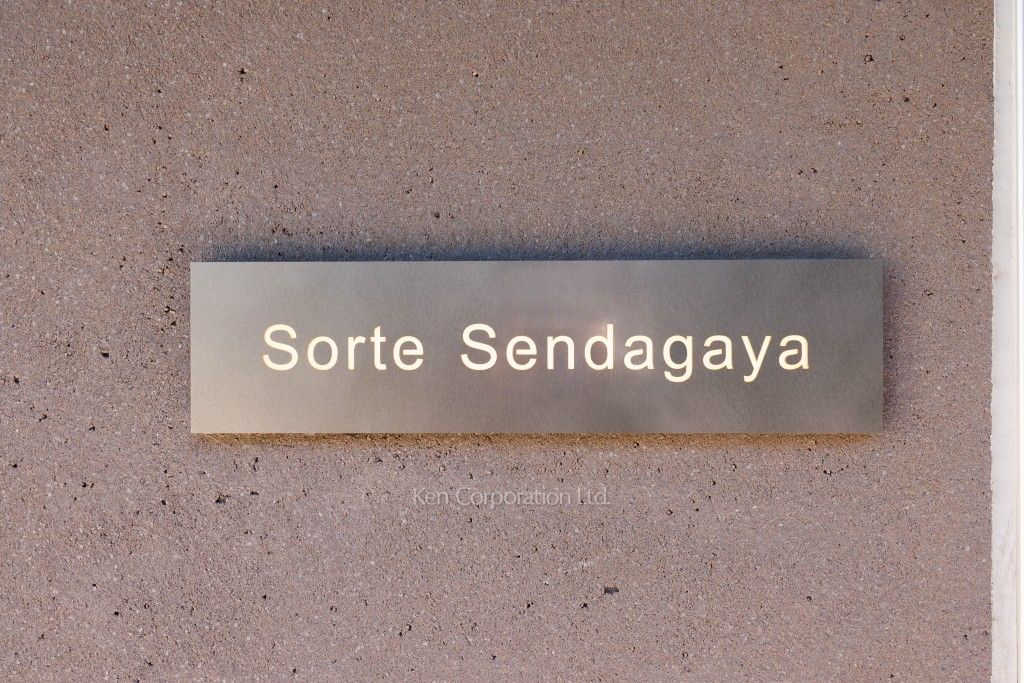 Sorte Sendagaya
Ken Corporation Ltd.